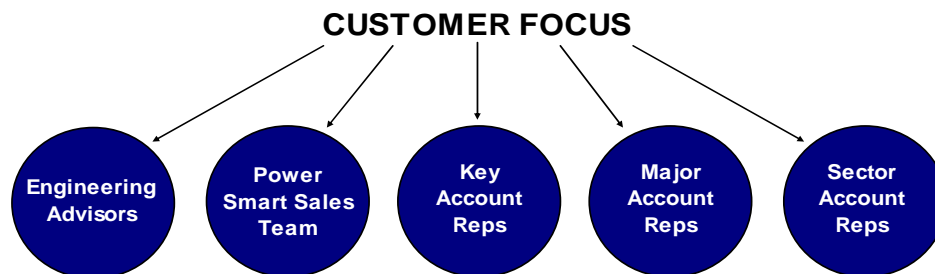 CUSTOMER FOCUS
Engineering
Advisors
Power
Smart Sales
Team
Key
Account
Reps
Major
Account
Reps
Sector
Account
Reps